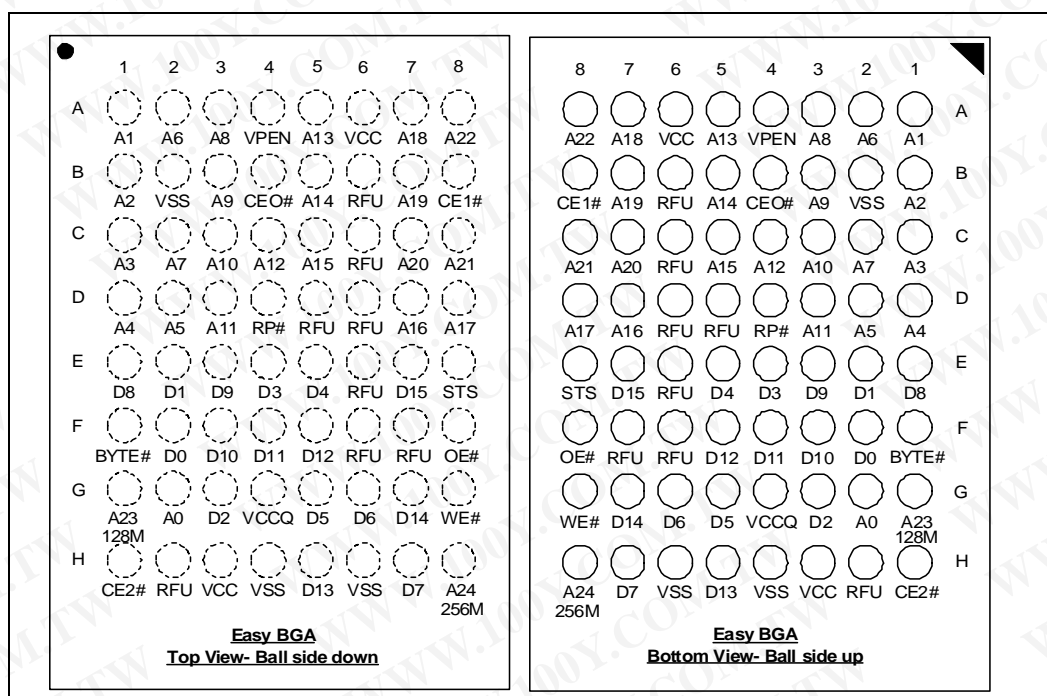 1 2 3 4 5 6 7 8
A
A1 A6 A8 VPEN A13 VCC A18 A22
B
A2 VSS A9 CEO# A14 RFU A19 CE1#
C
A3 A7 A10 A12 A15 RFU A20 A21
D
A4 A5 A11 RP# RFU RFU A16 A17
E
D8 D1 D9 D3 D4 RFU D15 STS
F
BYTE# D0 D10 D11 D12 RFU RFU OE#
G
A23 A0 D2 VCCQ D5 D6 D14 WE#
128M
H
CE2# RFU VCC VSS D13 VSS D7 A24
256M
Easy BGA
Top View- Ball side down
8 7 6 5 4 3 2 1
A
A22 A18 VCC A13 VPEN A8 A6 A1
B
CE1# A19 RFU A14 CEO# A9 VSS A2
C
A21 A20 RFU A15 A12 A10 A7 A3
D
A17 A16 RFU RFU RP# A11 A5 A4
E
STS D15 RFU D4 D3 D9 D1 D8
F
OE# RFU RFU D12 D11 D10 D0 BYTE#
G
WE# D14 D6 D5 VCCQ D2 A0 A23
128M
H
A24 D7 VSS D13 VSS VCC RFU CE2#
256M
Easy BGA
Bottom View- Ball side up
WWW.100Y.COM.TW